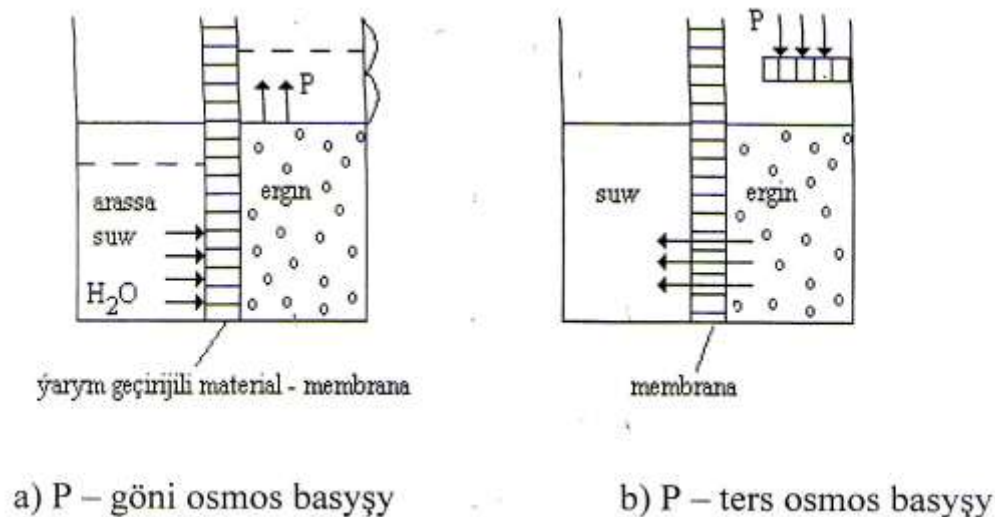 P
P
arassa
suw
H₂O
ergin
suw
ergin
ýarym geçirijili material - membrana
membrana
a) P – göni osmos basyşy
b) P – ters osmos basyşy